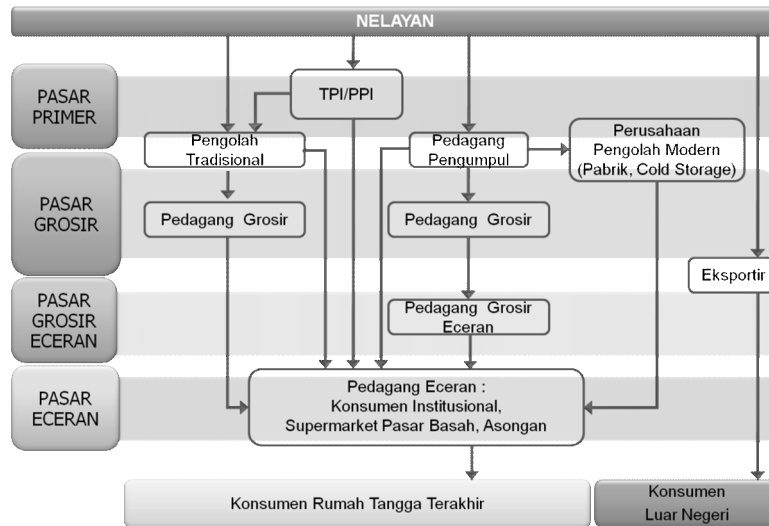 NELAYAN
PASAR
PRIMER
TPI/PPI
Pengolah
Tradisional
Pedagang
Pengumpul
Perusahaan
Pengolah Modern
(Pabrik, Cold Storage)
PASAR
GROSIR
Pedagang Grosir
Pedagang Grosir
Eksportir
PASAR
GROSIR
ECERAN
Pedagang Grosir
Eceran
PASAR
ECERAN
Pedagang Eceran :
Konsumen Institusional,
Supermarket Pasar Basah, Asongan
Konsumen Rumah Tangga Terakhir
Konsumen
Luar Negeri